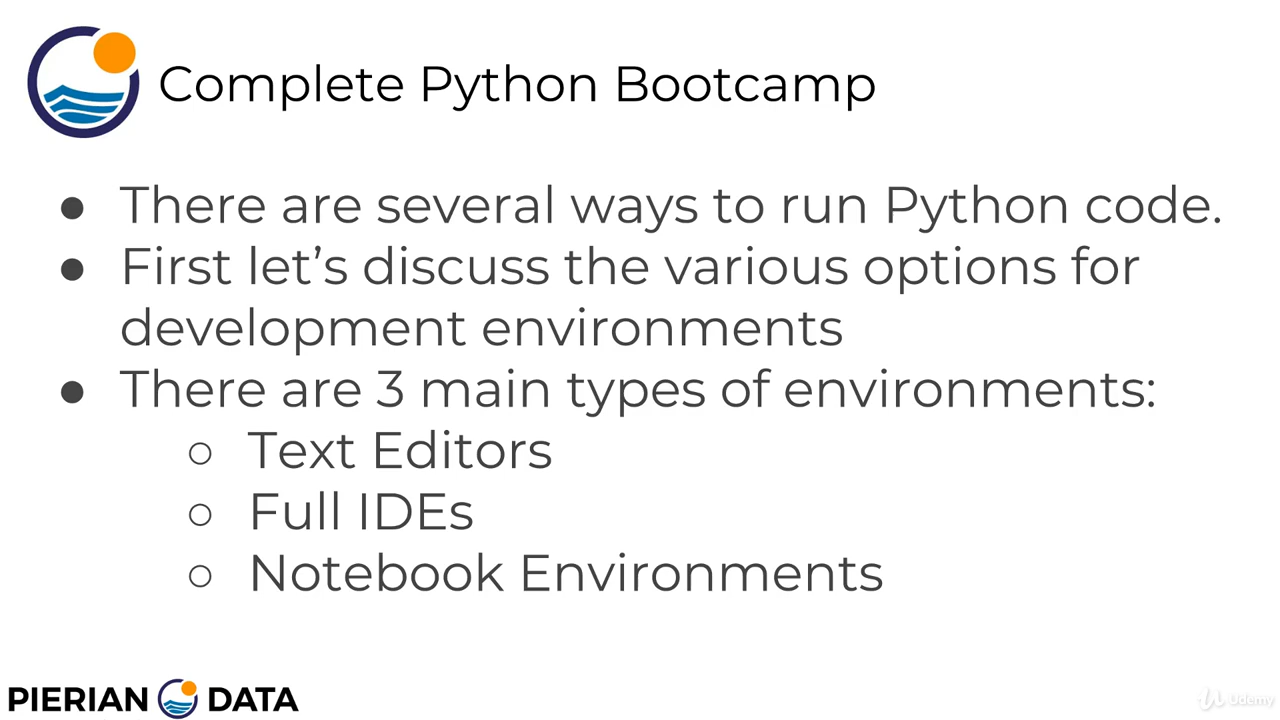 Complete Python Bootcamp
● There are several ways to run Python code.
● First let’s discuss the various options for
development environments
● There are 3 main types of environments:
○ Text Editors
○ Full IDEs
○ Notebook Environments
PIERIAN DATA
Udemy